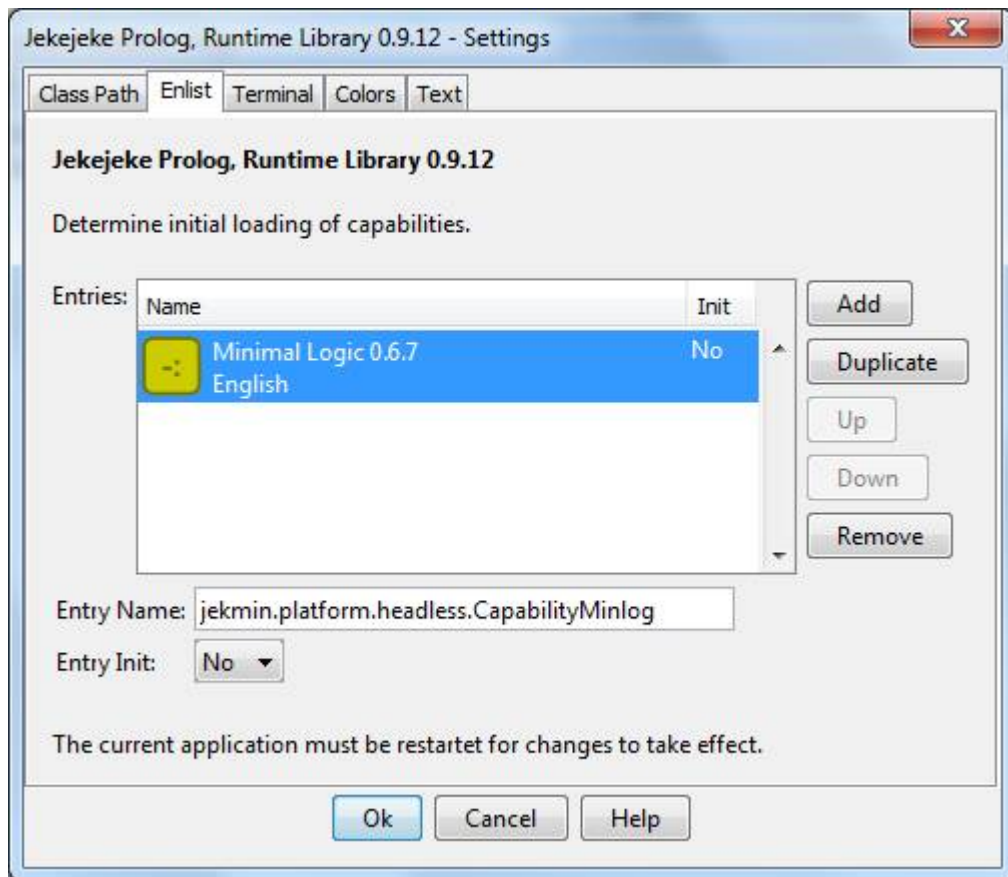 Jekejeke Prolog, Runtime Library 0.9.12 - Settings
Class Path Enlist Terminal Colors Text
Jekejeke Prolog, Runtime Library 0.9.12
Determine initial loading of capabilities.
Entries:
Name Init
-: Minimal Logic 0.6.7 No
English
Add
Duplicate
Up
Down
Remove
Entry Name: jekmin.platform.headless.CapabilityMinlog
Entry Init: No
The current application must be restartet for changes to take effect.
Ok Cancel Help